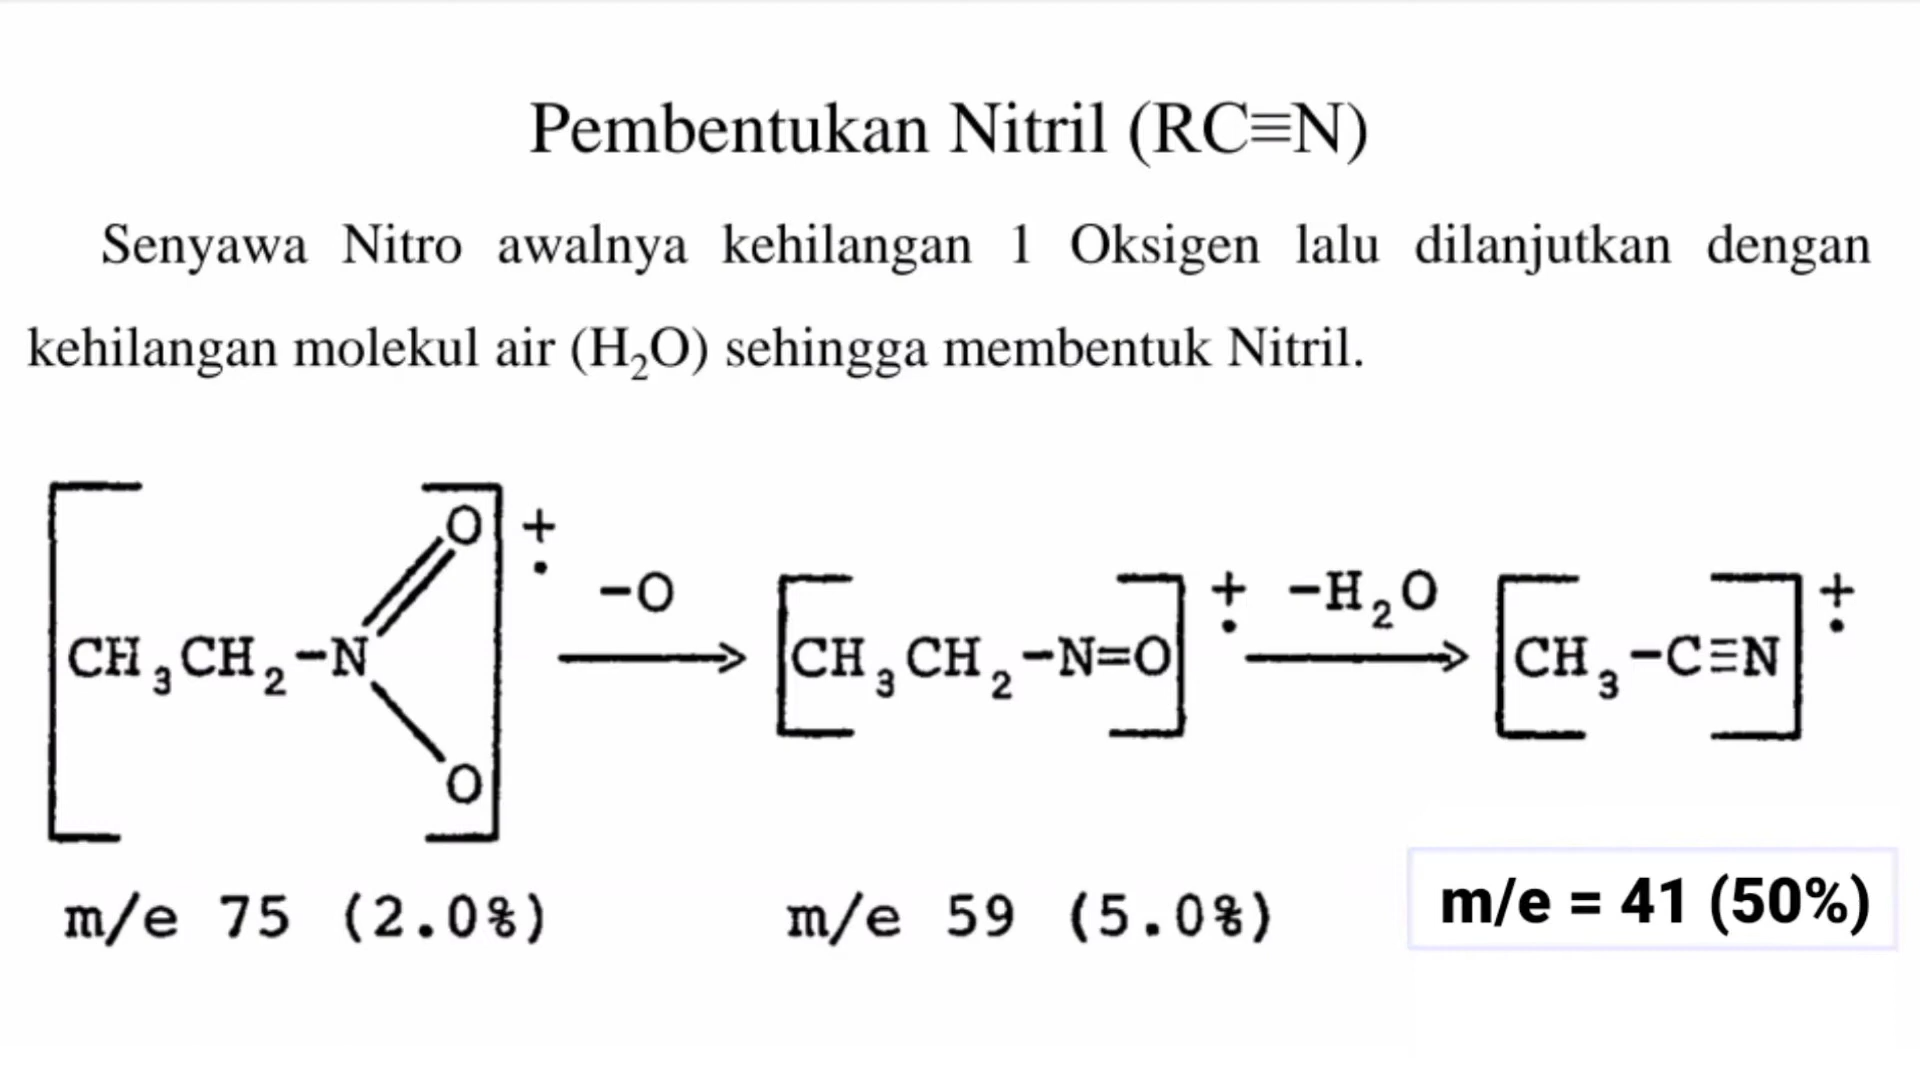 Pembentukan Nitril (RC≡N)
Senyawa Nitro awalnya kehilangan 1 Oksigen lalu dilanjutkan dengan
kehilangan molekul air (H₂O) sehingga membentuk Nitril.
O
+
.
-O
+
.
-H₂O
+
.
CH₃CH₂-N
CH₃CH₂-N=O
CH₃-C≡N
O
m/e 75 (2.0%)
m/e 59 (5.0%)
m/e = 41 (50%)